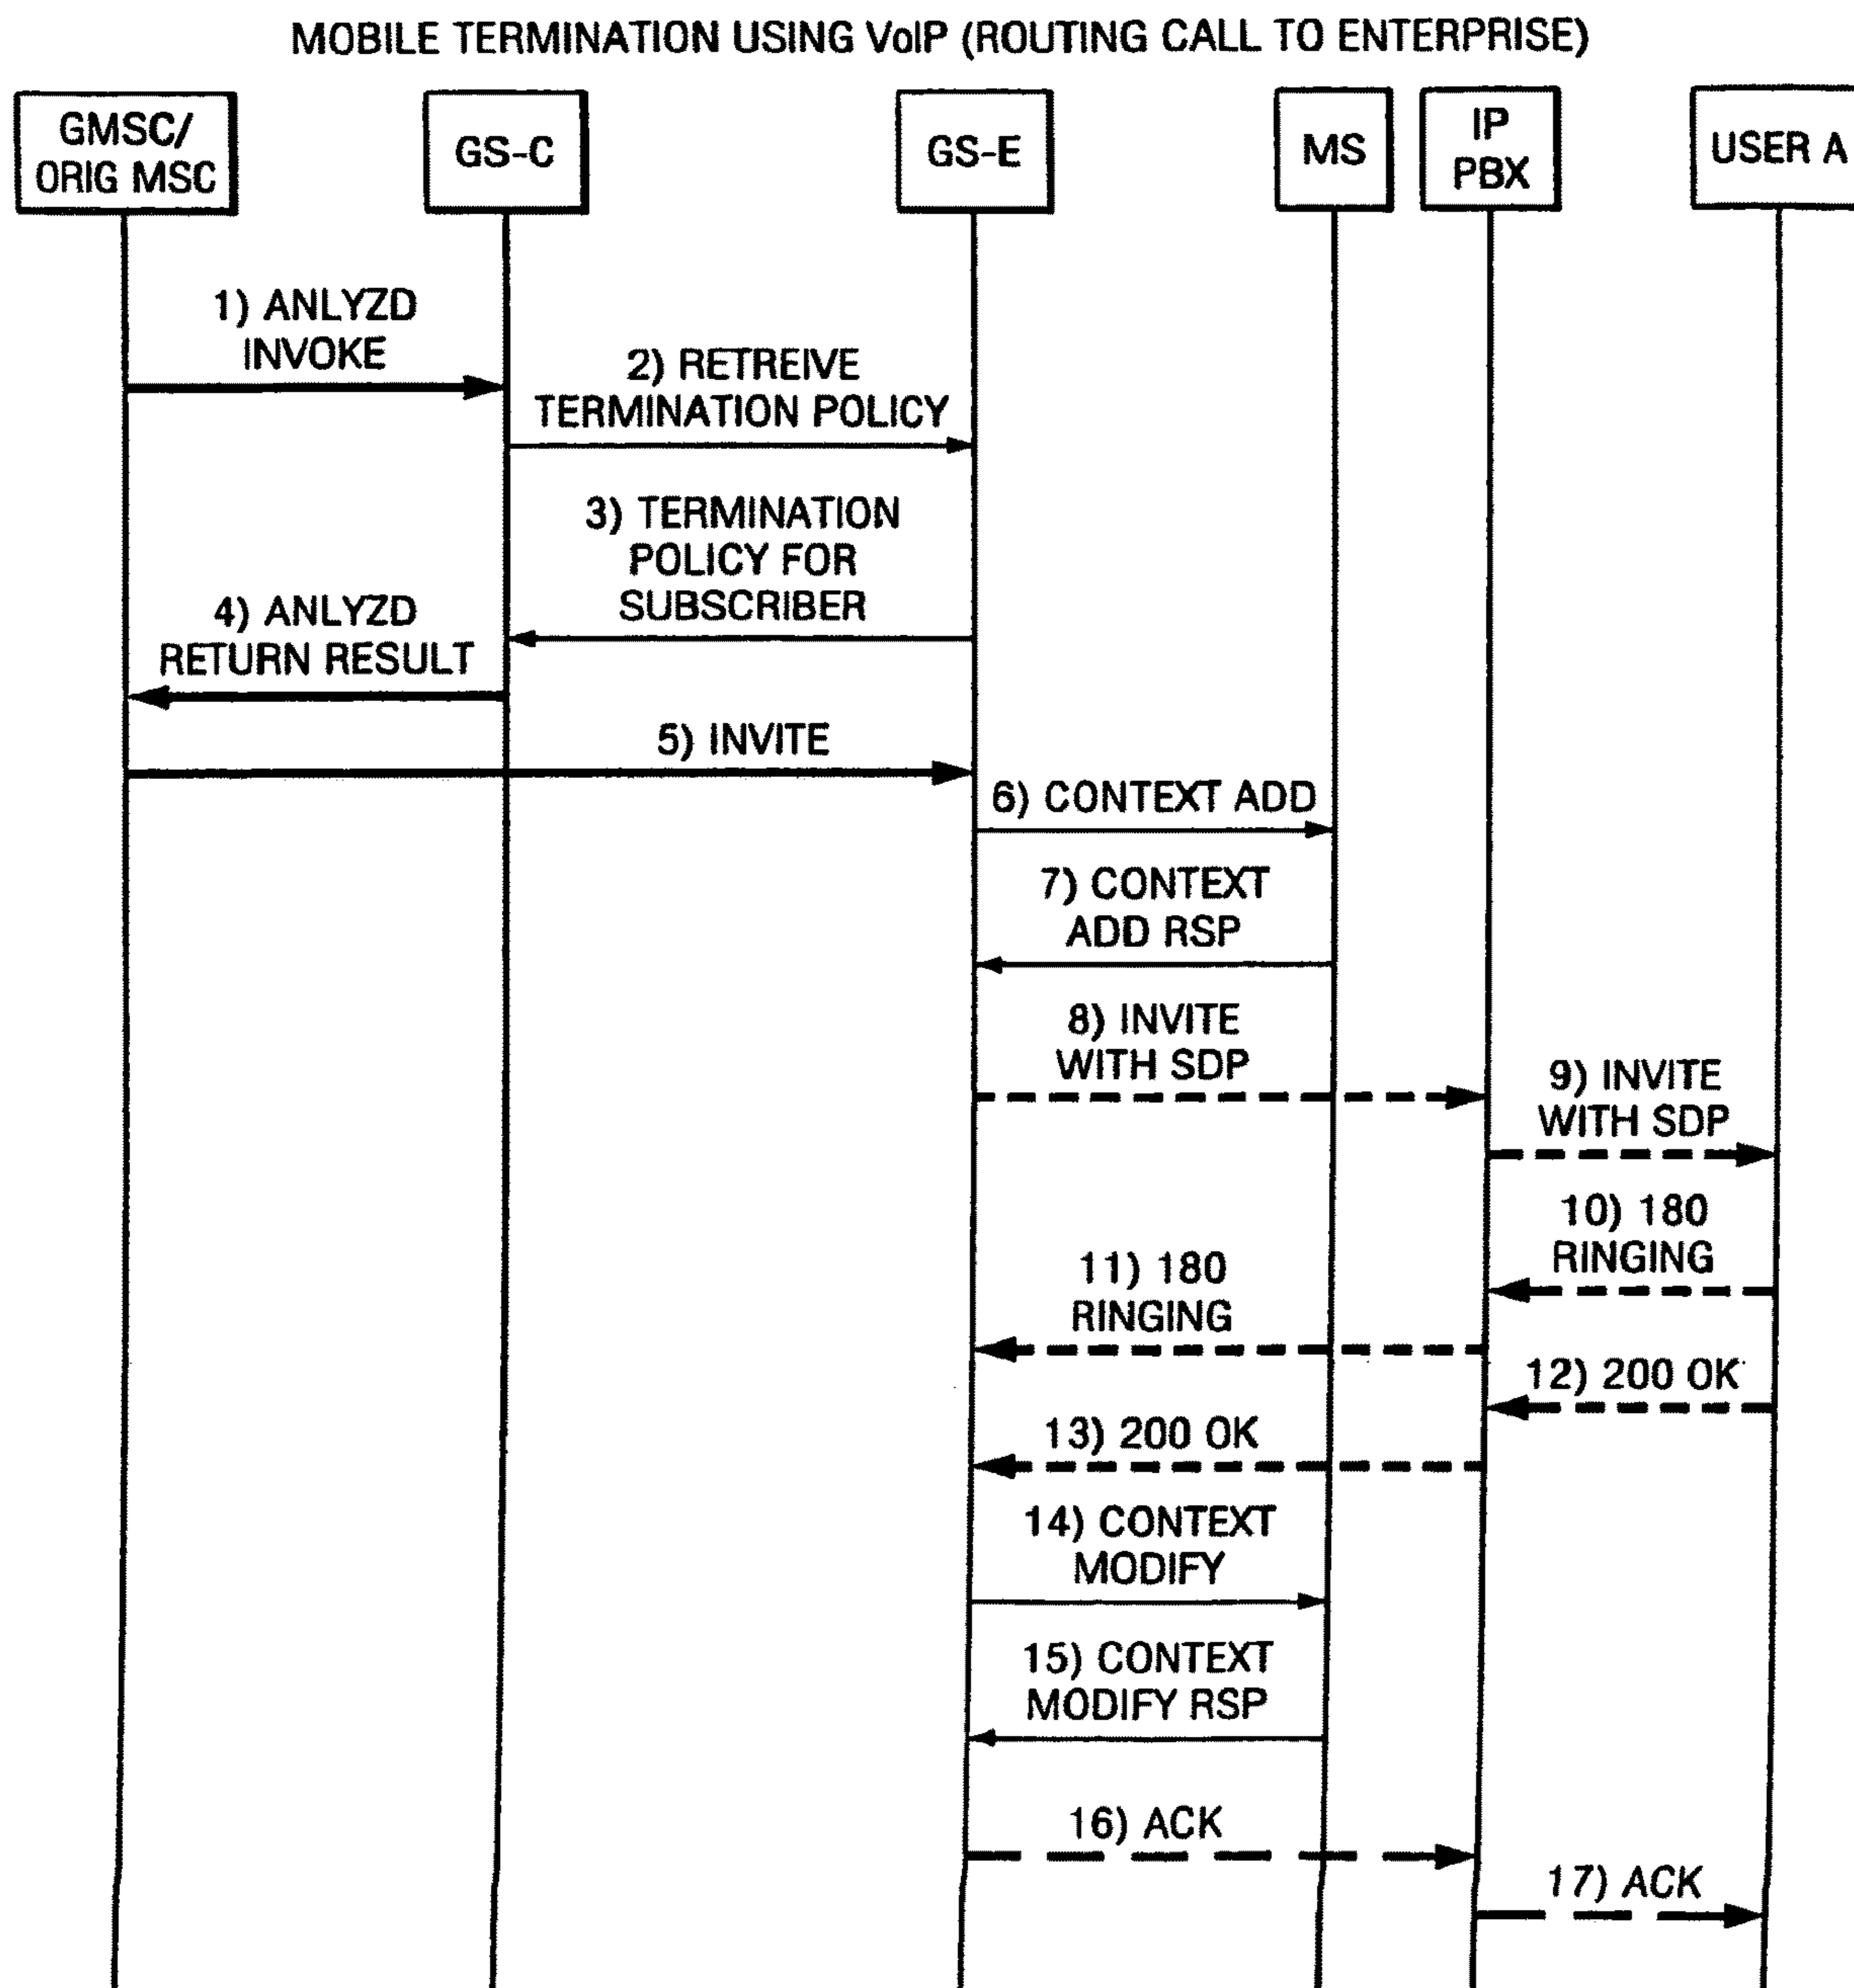 MOBILE TERMINATION USING VoIP (ROUTING CALL TO ENTERPRISE)
GMSC/
ORIG MSC
GS-C
GS-E
MS
IP
PBX
USER A
1) ANLYZD
INVOKE
2) RETREIVE
TERMINATION POLICY
3) TERMINATION
POLICY FOR
SUBSCRIBER
4) ANLYZD
RETURN RESULT
5) INVITE
6) CONTEXT ADD
7) CONTEXT
ADD RSP
8) INVITE
WITH SDP
9) INVITE
WITH SDP
10) 180
RINGING
11) 180
RINGING
12) 200 OK
13) 200 OK
14) CONTEXT
MODIFY
15) CONTEXT
MODIFY RSP
16) ACK
17) ACK